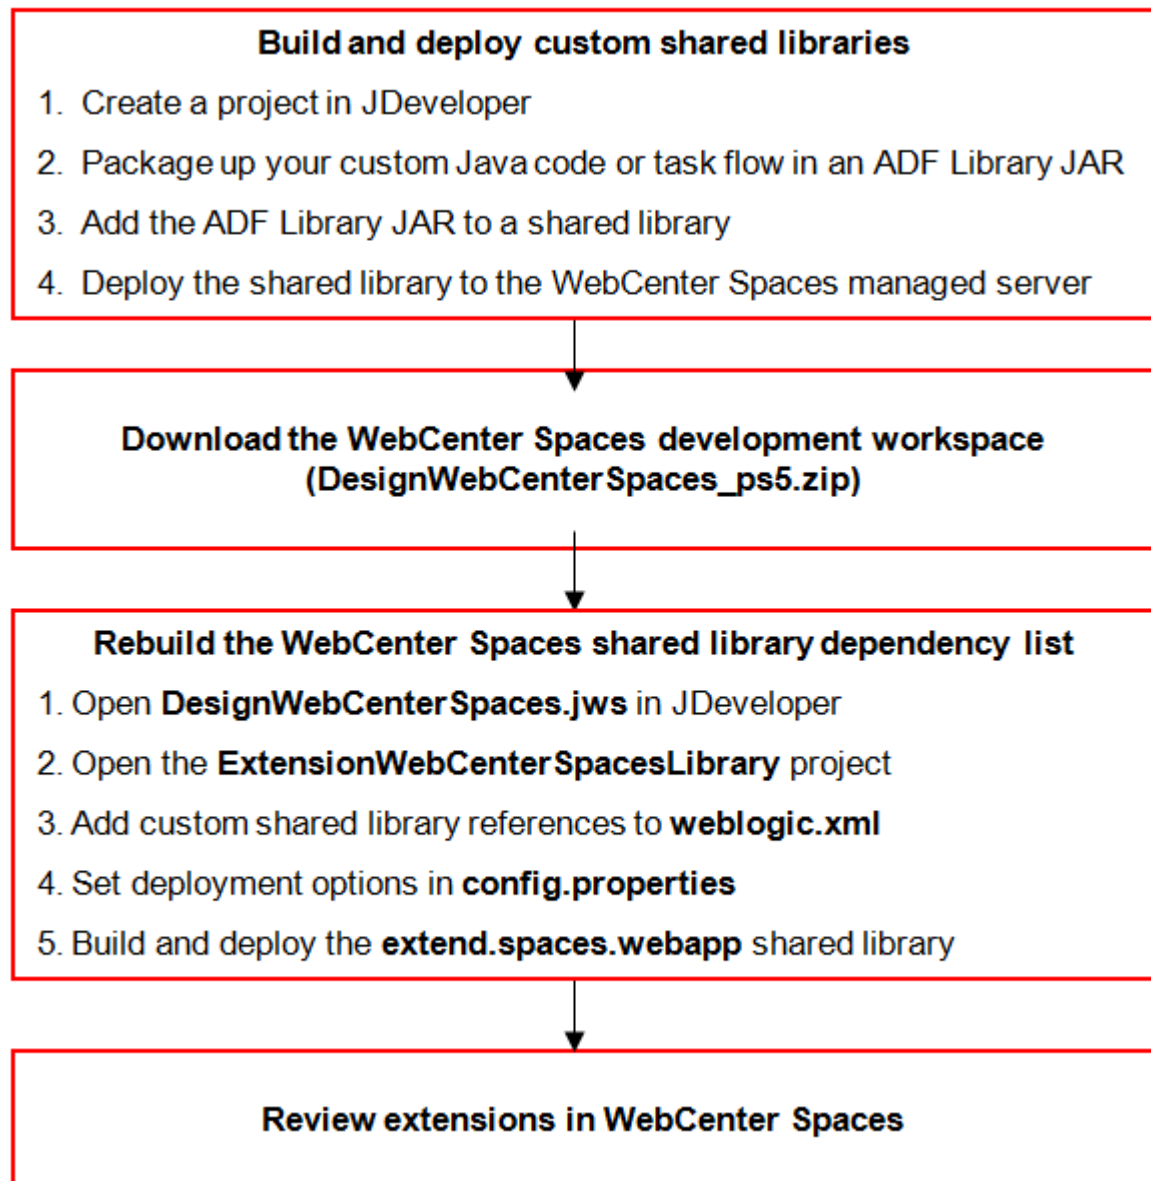 Build and deploy custom shared libraries
1. Create a project in JDeveloper
2. Package up your custom Java code or task flow in an ADF Library JAR
3. Add the ADF Library JAR to a shared library
4. Deploy the shared library to the WebCenter Spaces managed server
Download the WebCenter Spaces development workspace
(DesignWebCenterSpaces_ps5.zip)
Rebuild the WebCenter Spaces shared library dependency list
1. Open DesignWebCenterSpaces.jws in JDeveloper
2. Open the ExtensionWebCenterSpacesLibrary project
3. Add custom shared library references to weblogic.xml
4. Set deployment options in config.properties
5. Build and deploy the extend.spaces.webapp shared library
Review extensions in WebCenter Spaces